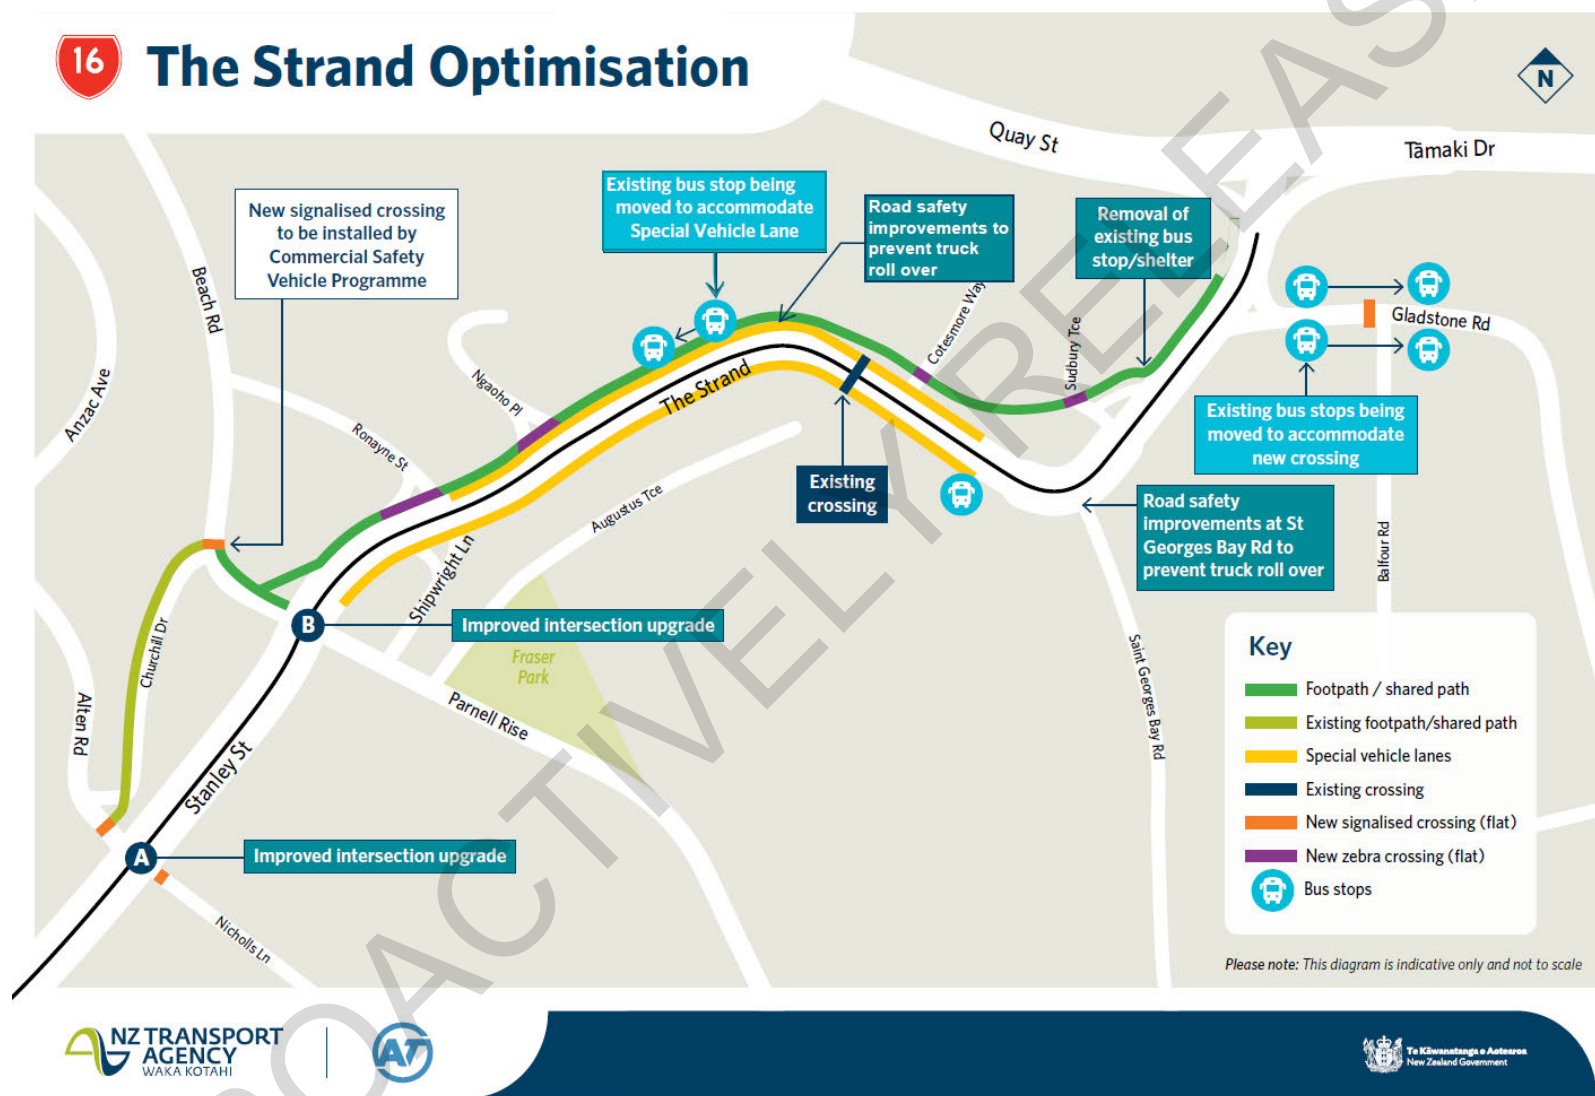 16
The Strand Optimisation
N
Quay St
Tāmaki Dr
New signalised crossing
to be installed by
Commercial Safety
Vehicle Programme
Existing bus stop being
moved to accommodate
Special Vehicle Lane
Road safety
improvements to
prevent truck
roll over
Removal of
existing bus
stop/shelter
Beach Rd
Anzac Ave
Ngaoho Pl
Ronayne St
The Strand
Cotesmore Way
Sudbury Tce
Gladstone Rd
Existing bus stops being
moved to accommodate
new crossing
Existing
crossing
Augustus Tce
Road safety
improvements at St
Georges Bay Rd to
prevent truck roll over
Balfour Rd
Shipwright Ln
B
Improved intersection upgrade
Fraser
Park
Churchill Dr
Alten Rd
Parnell Rise
Saint Georges Bay Rd
Stanley St
A
Improved intersection upgrade
Nicholls Ln
Key
Footpath / shared path
Existing footpath/shared path
Special vehicle lanes
Existing crossing
New signalised crossing (flat)
New zebra crossing (flat)
Bus stops
Please note: This diagram is indicative only and not to scale
NZ TRANSPORT
AGENCY
WAKA KOTAHI
AT
Te Kāwanatanga o Aotearoa
New Zealand Government
ROACTIVELY RELEAS